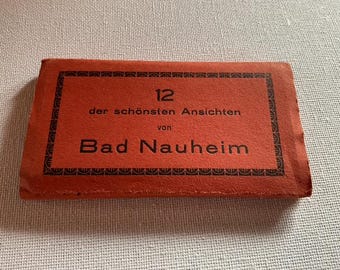 12
der schönsten Ansichten
von
Bad Nauheim